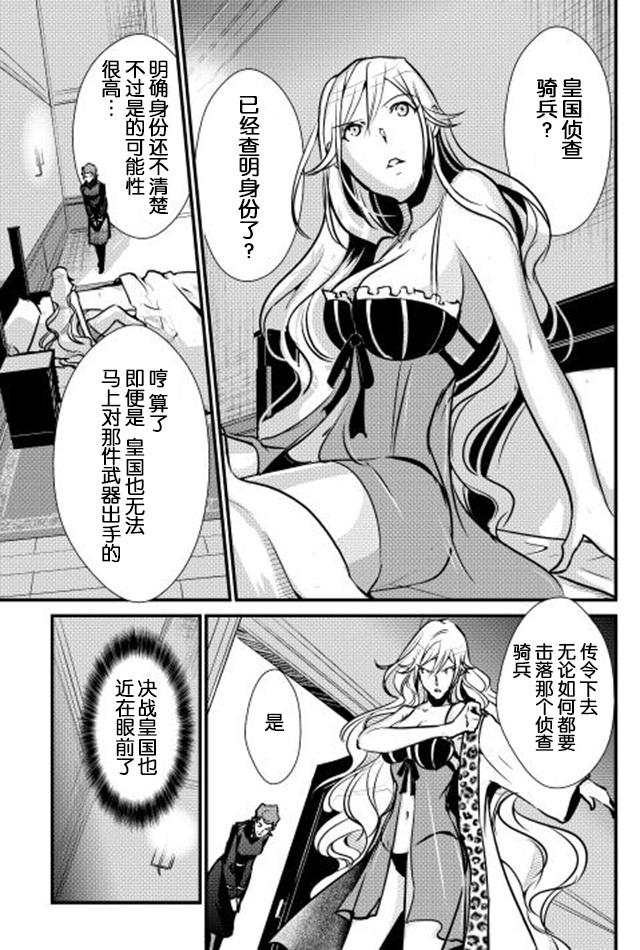 皇国侦查
骑兵？
已经查明身份了？
明确身份还不清楚
不过是的可能性
很高…
哼 算了
即便是 皇国也无法
马上对那件武器出手的
传令下去
无论如何都要
击落那个侦查
骑兵
是
决战皇国也
近在眼前了